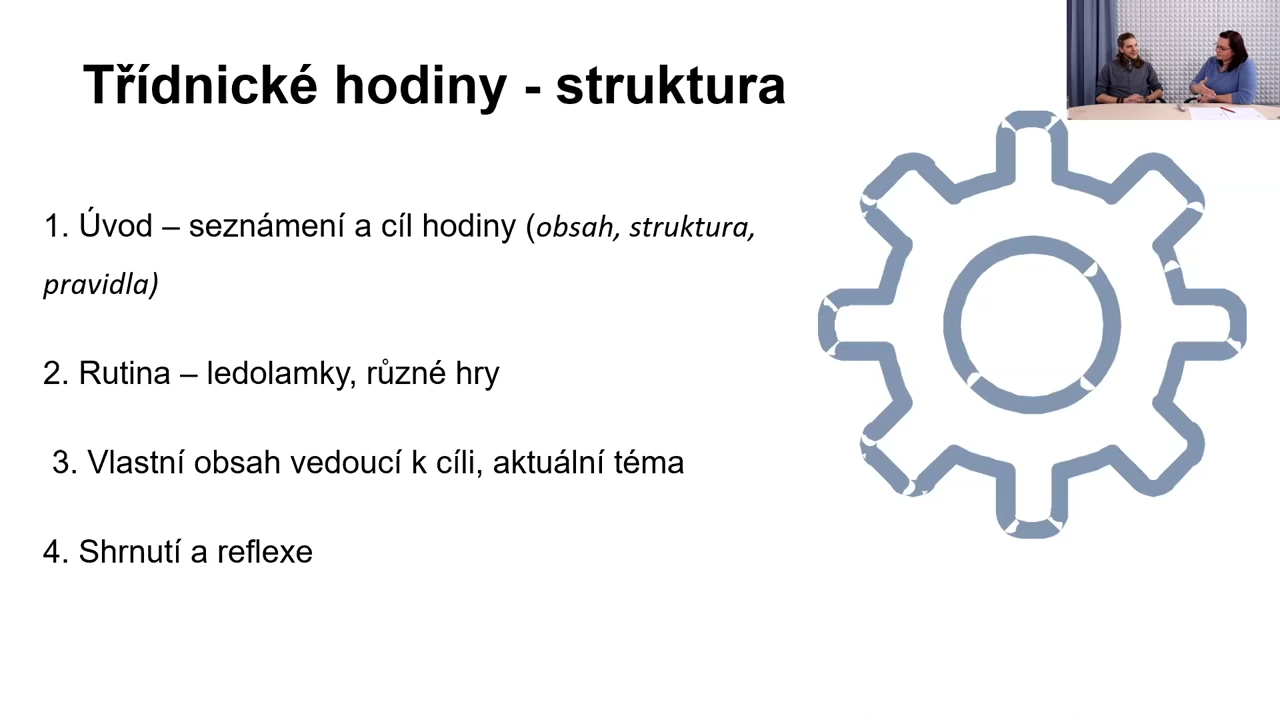 Třídnické hodiny - struktura
1. Úvod – seznámení a cíl hodiny (obsah, struktura,
pravidla)
2. Rutina – ledolamky, různé hry
3. Vlastní obsah vedoucí k cíli, aktuální téma
4. Shrnutí a reflexe